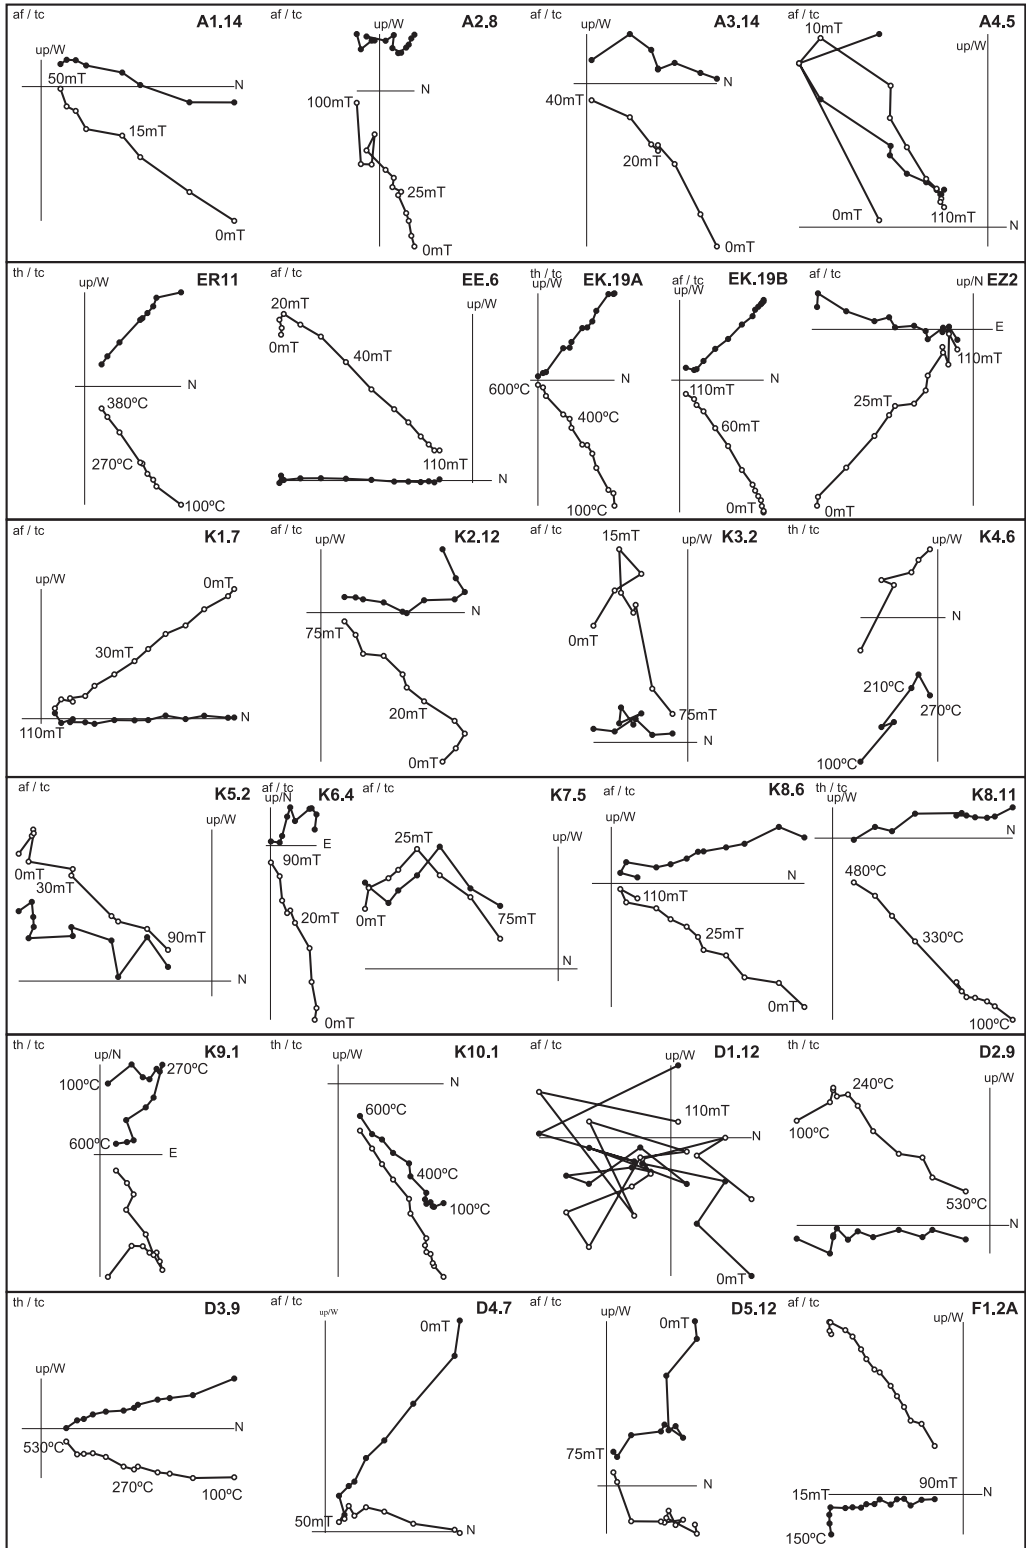 af / tc
A1.14
up/W
50mT
N
15mT
0mT
af / tc
A2.8
up/W
N
100mT
25mT
0mT
af / tc
A3.14
up/W
40mT
N
20mT
0mT
af / tc
A4.5
10mT
up/W
0mT
110mT
N
th / tc
ER11
up/W
N
380ºC
270ºC
100ºC
af / tc
EE.6
20mT
up/W
0mT
40mT
110mT
N
th / tc
EK.19A
up/W
600ºC
N
400ºC
100ºC
af / tc
EK.19B
up/W
N
110mT
60mT
0mT
af / tc
EZ2
up/N
E
110mT
25mT
0mT
af / tc
K1.7
up/W
0mT
30mT
N
110mT
af / tc
K2.12
up/W
N
75mT
20mT
0mT
af / tc
K3.2
15mT
up/W
0mT
75mT
N
th / tc
K4.6
up/W
N
210ºC
270ºC
100ºC
af / tc
K5.2
up/W
0mT
30mT
90mT
N
af / tc
K6.4
up/N
E
90mT
20mT
0mT
af / tc
K7.5
25mT
up/W
0mT
75mT
N
af / tc
K8.6
up/W
N
110mT
25mT
0mT
th / tc
K8.11
up/W
N
480ºC
330ºC
100ºC
th / tc
K9.1
up/N
270ºC
100ºC
600ºC
E
th / tc
K10.1
up/W
N
600ºC
400ºC
100ºC
af / tc
D1.12
up/W
110mT
N
0mT
th / tc
D2.9
240ºC
up/W
100ºC
530ºC
N
th / tc
D3.9
up/W
N
530ºC
270ºC
100ºC
af / tc
D4.7
up/W
0mT
50mT
N
af / tc
D5.12
up/W
0mT
75mT
N
af / tc
F1.2A
up/W
90mT
15mT
N
150ºC